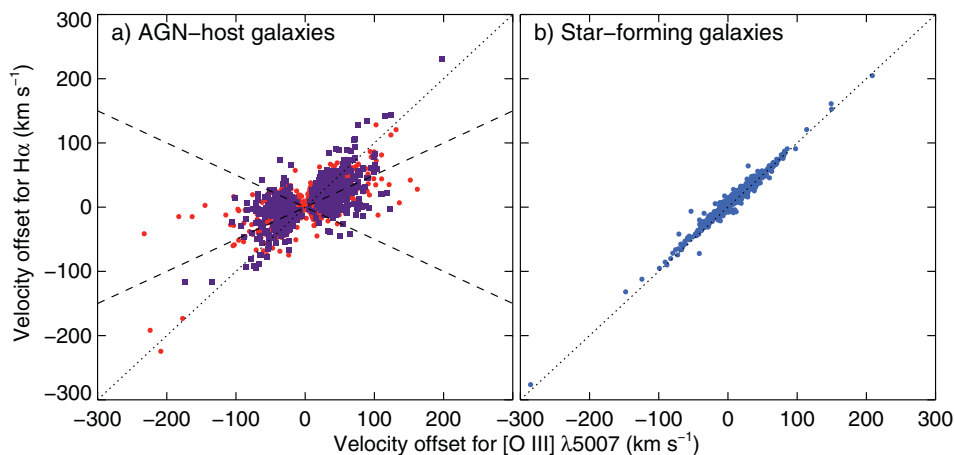 a) AGN−host galaxies
b) Star−forming galaxies
Velocity offset for Hα (km s⁻¹)
300
200
100
0
−100
−200
−300
−300 −200 −100 0 100 200 300
−200 −100 0 100 200 300
Velocity offset for [O III] λ5007 (km s⁻¹)